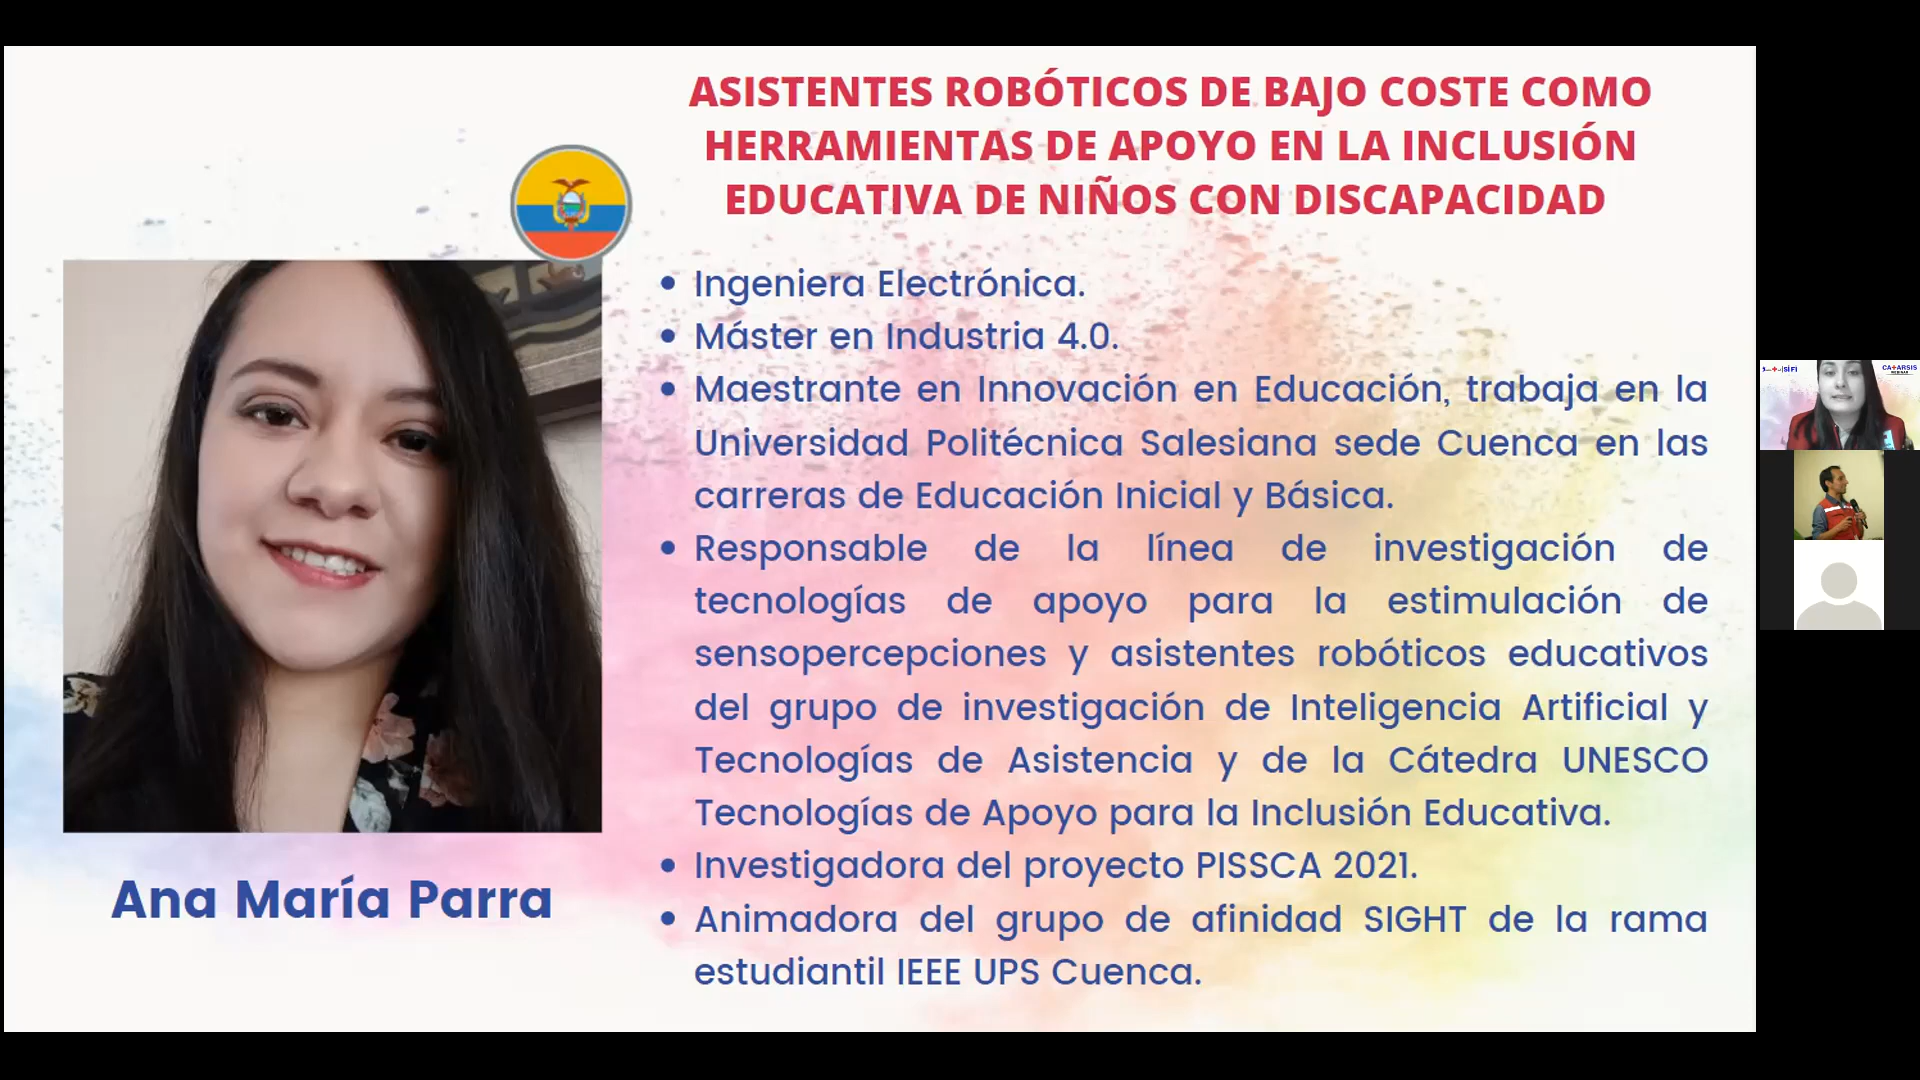 ASISTENTES ROBÓTICOS DE BAJO COSTE COMO
HERRAMIENTAS DE APOYO EN LA INCLUSIÓN
EDUCATIVA DE NIÑOS CON DISCAPACIDAD
• Ingeniera Electrónica.
• Máster en Industria 4.0.
• Maestrante en Innovación en Educación, trabaja en la
Universidad Politécnica Salesiana sede Cuenca en las
carreras de Educación Inicial y Básica.
• Responsable de la línea de investigación de
tecnologías de apoyo para la estimulación de
sensopercepciones y asistentes robóticos educativos
del grupo de investigación de Inteligencia Artificial y
Tecnologías de Asistencia y de la Cátedra UNESCO
Tecnologías de Apoyo para la Inclusión Educativa.
• Investigadora del proyecto PISSCA 2021.
• Animadora del grupo de afinidad SIGHT de la rama
estudiantil IEEE UPS Cuenca.
Ana María Parra
CATARSIS